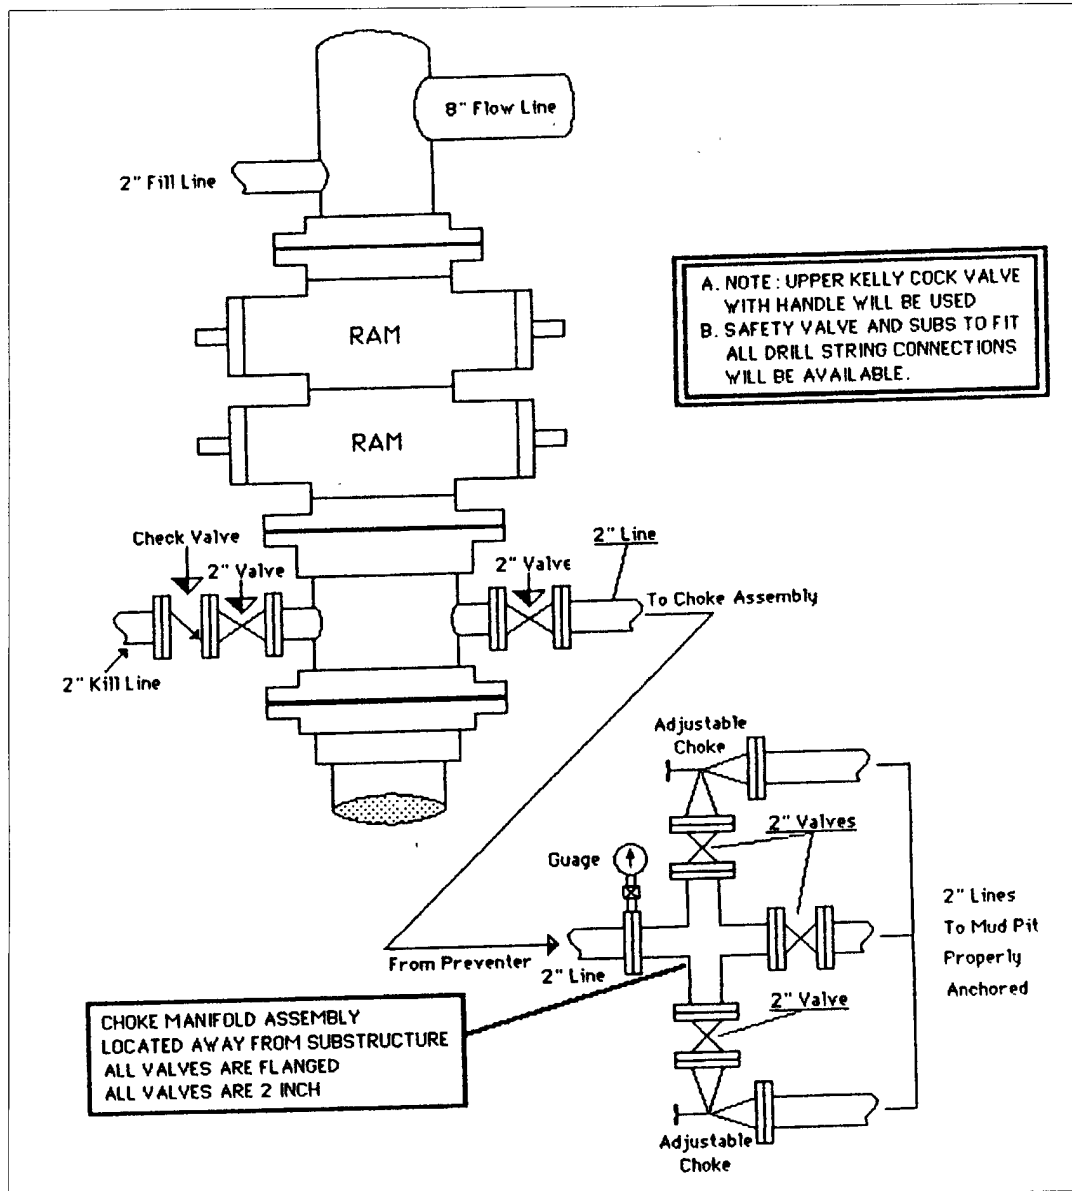 8" Flow Line
2" Fill Line
A. NOTE : UPPER KELLY COCK VALVE
WITH HANDLE WILL BE USED
B. SAFETY VALVE AND SUBS TO FIT
ALL DRILL STRING CONNECTIONS
WILL BE AVAILABLE.
RAM
RAM
Check Valve
2" Valve
2" Valve
2" Line
To Choke Assembly
2" Kill Line
Adjustable
Choke
2" Valves
Guage
2" Lines
To Mud Pit
Properly
Anchored
From Preventer
2" Line
2" Valve
CHOKE MANIFOLD ASSEMBLY
LOCATED AWAY FROM SUBSTRUCTURE
ALL VALVES ARE FLANGED
ALL VALVES ARE 2 INCH
Adjustable
Choke